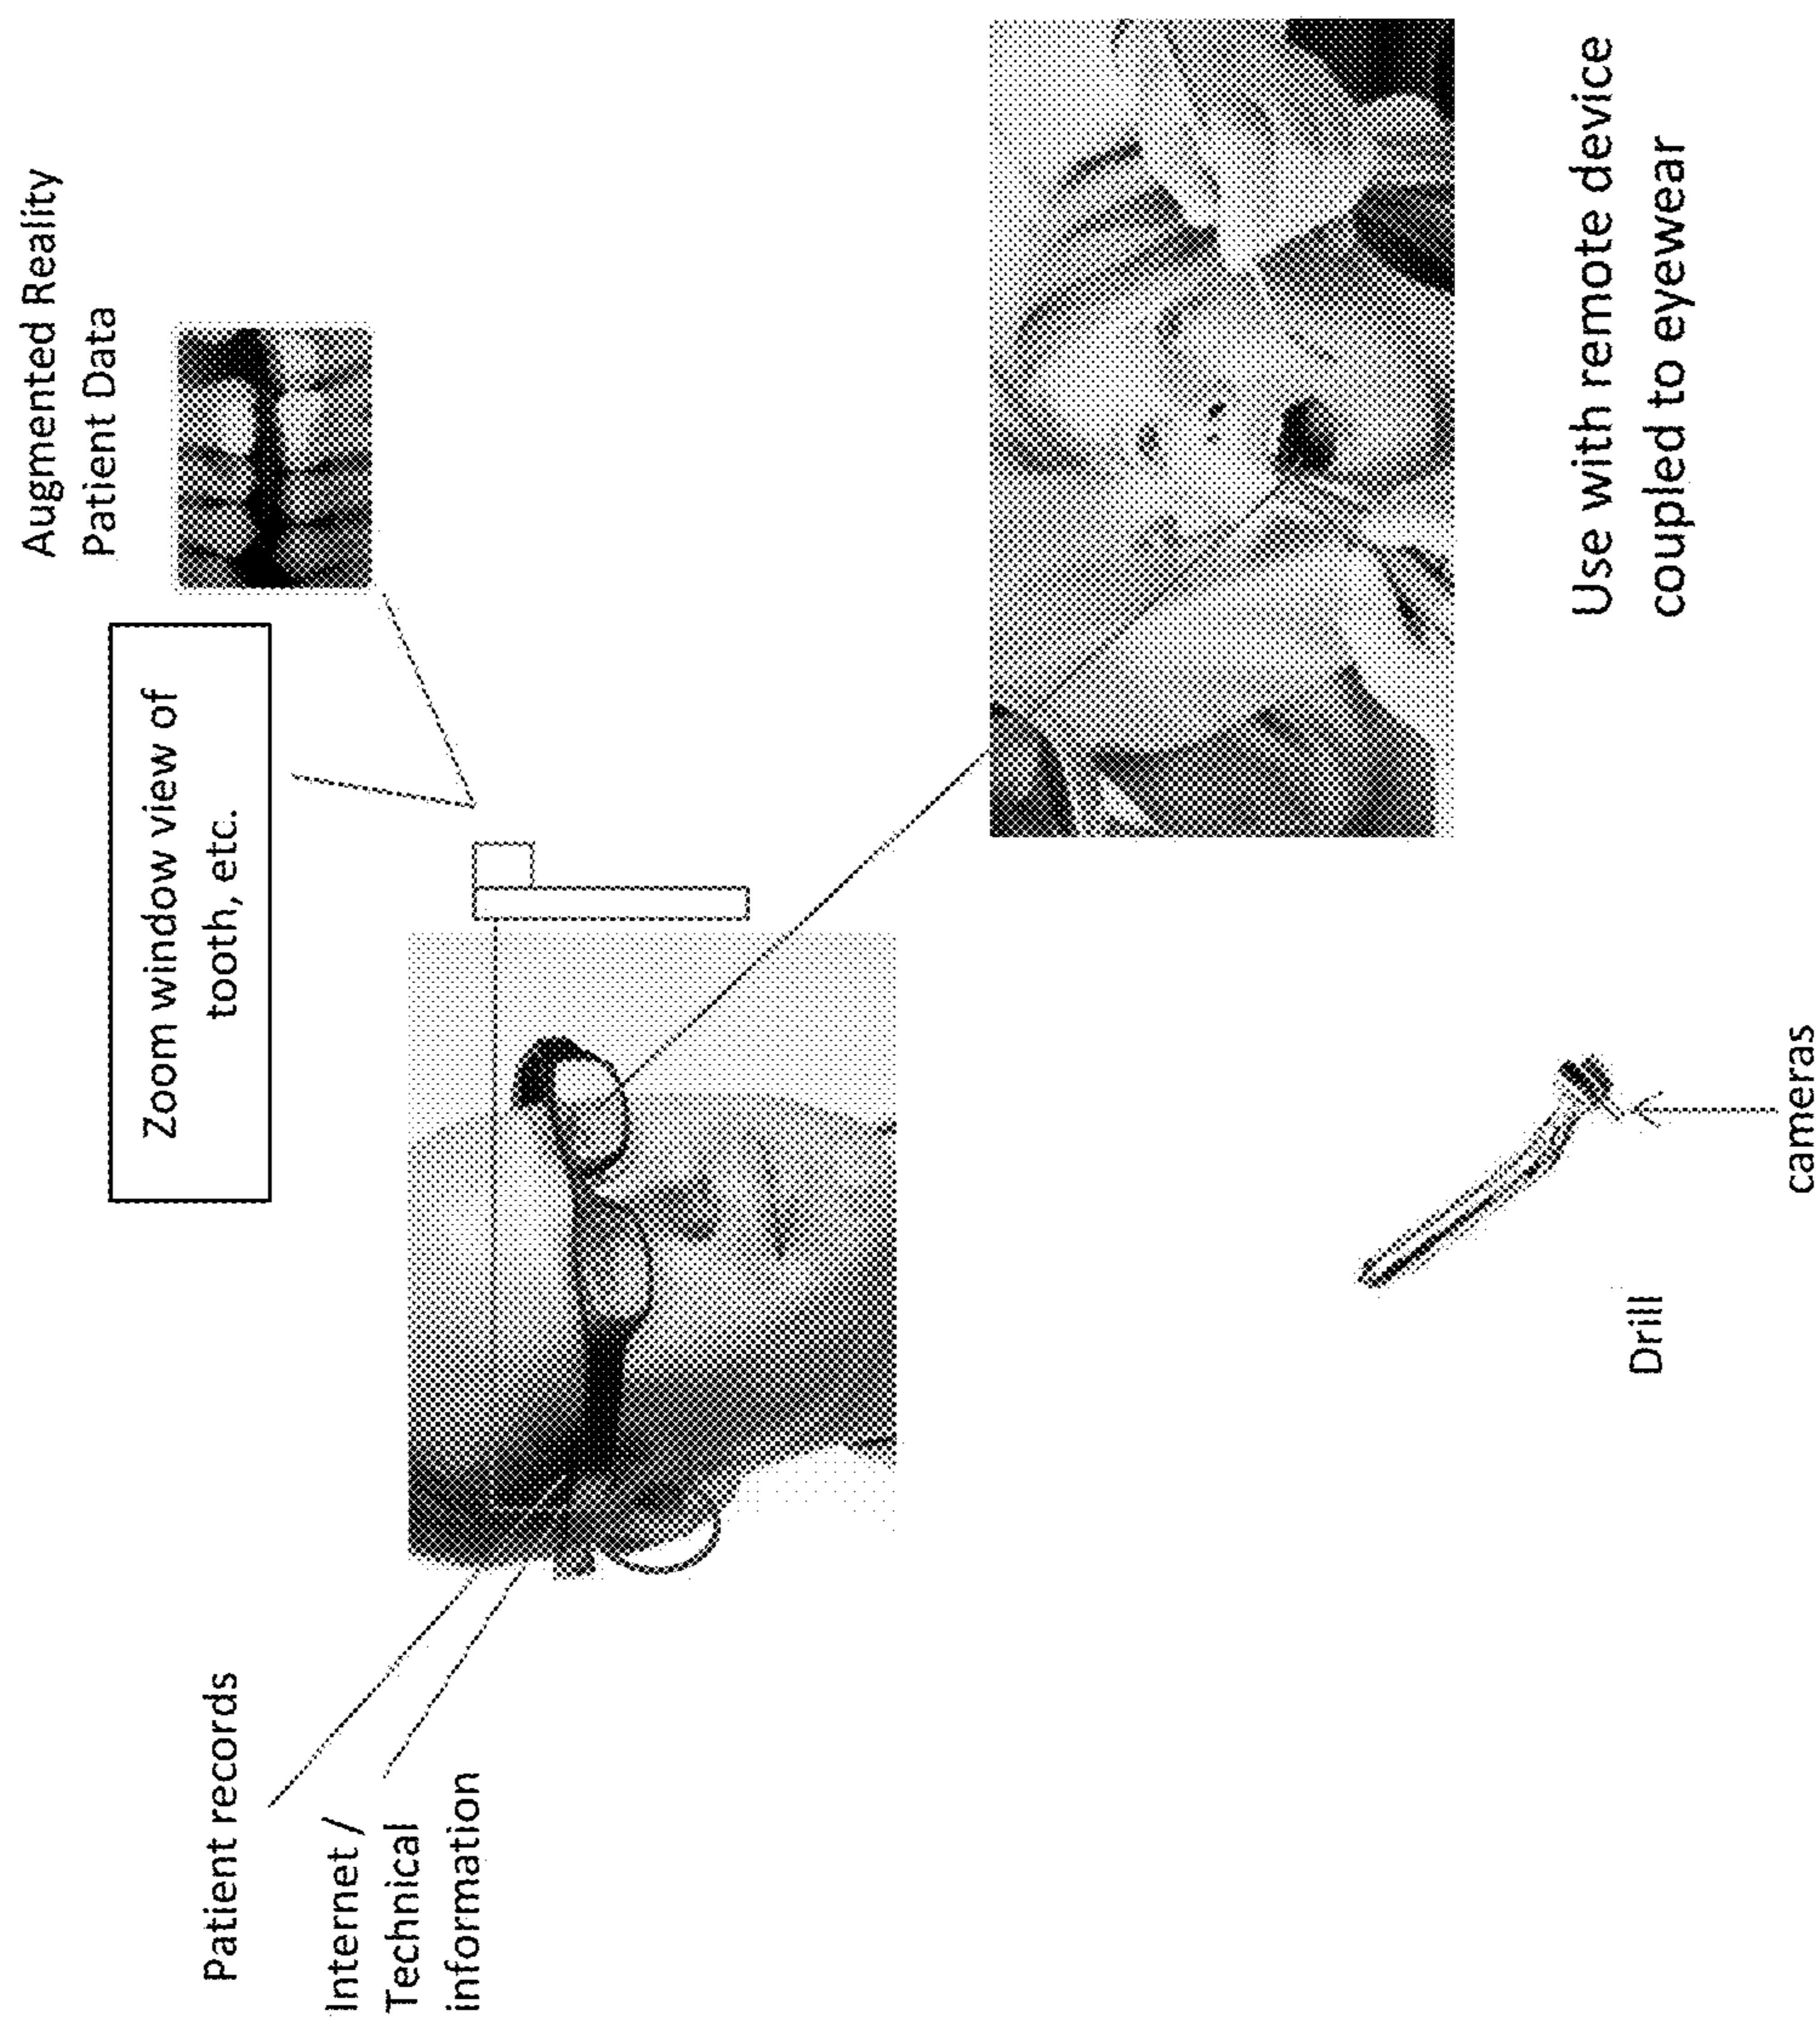 Augmented Reality
Patient Data
Zoom window view of
tooth, etc.
Patient records
Internet /
Technical
information
Use with remote device
coupled to eyewear
Drill
cameras